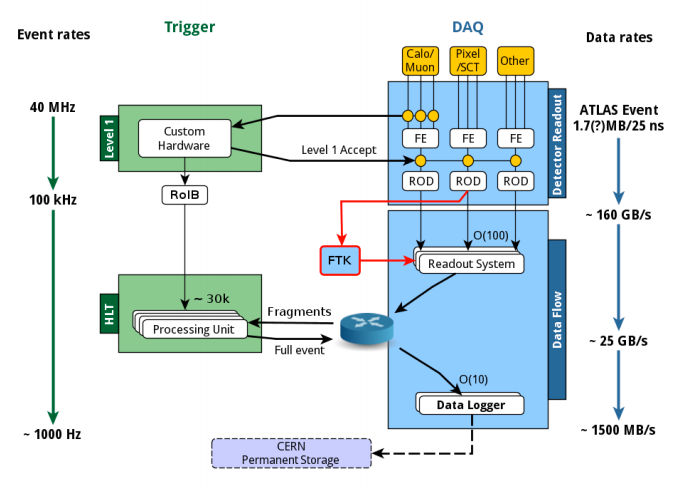 Event rates
Trigger
DAQ
Data rates
Calo/
Muon
Pixel
/SCT
Other
40 MHz
ATLAS Event
1.7(?)MB/25 ns
Level 1
Custom
Hardware
FE
FE
FE
Detector Readout
Level 1 Accept
ROD
ROD
ROD
100 kHz
RoIB
~ 160 GB/s
O(100)
FTK
Readout System
HLT
~ 30k
Processing Unit
Fragments
Full event
Data Flow
~ 25 GB/s
O(10)
Data Logger
~ 1000 Hz
~ 1500 MB/s
CERN
Permanent Storage